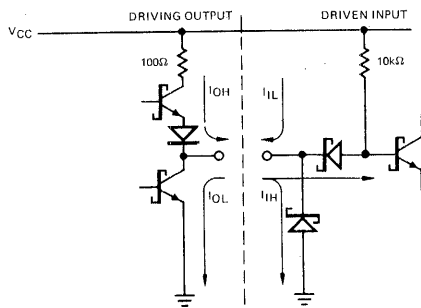 DRIVING OUTPUT
DRIVEN INPUT
VCC
100Ω
10kΩ
IOH
IIL
IOL
IIH